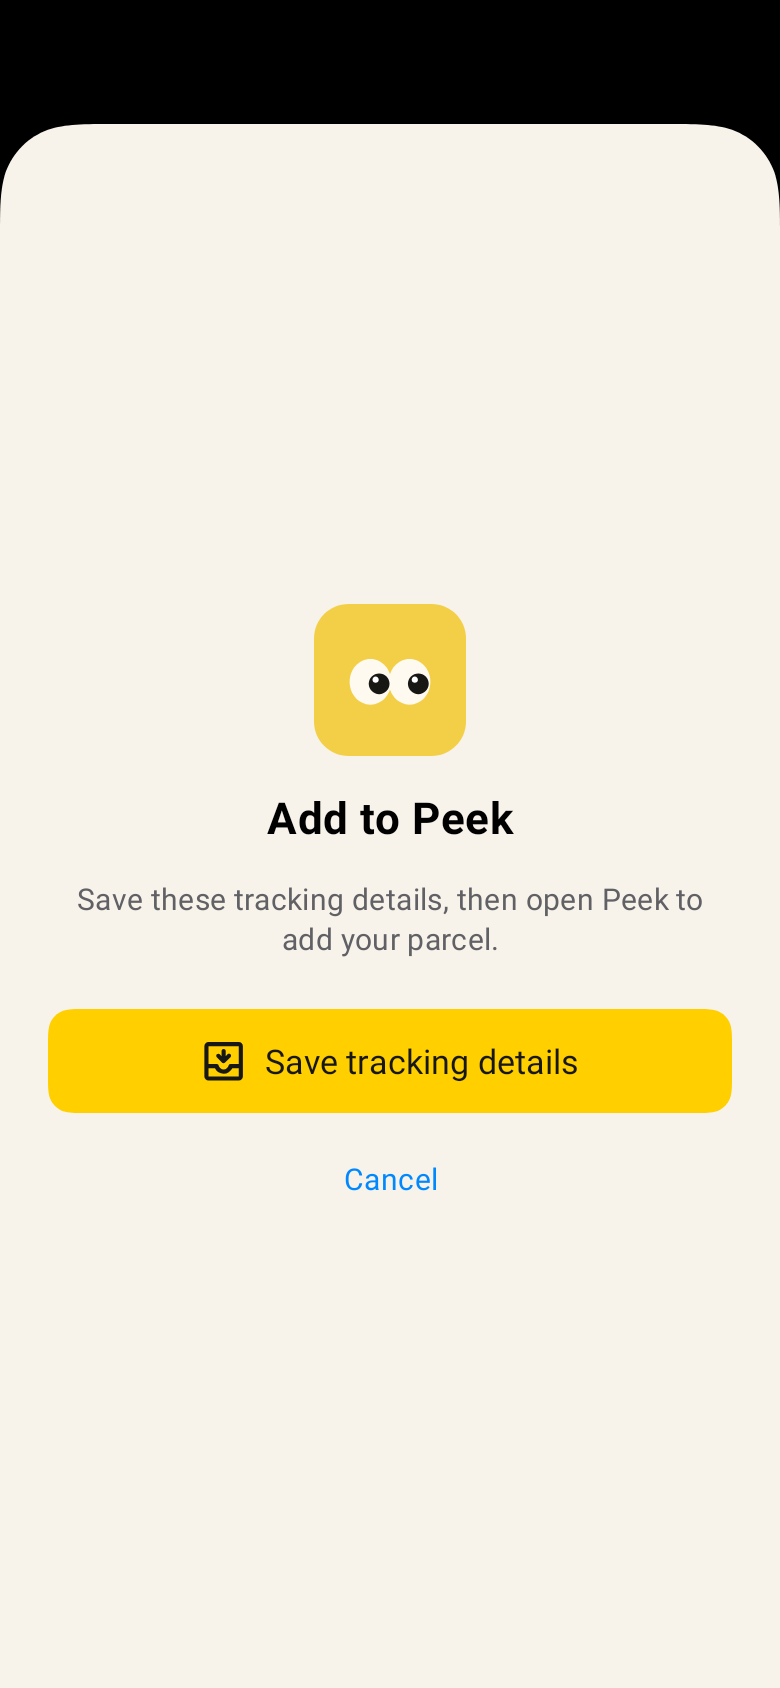 Add to Peek
Save these tracking details, then open Peek to
add your parcel.
Save tracking details
Cancel